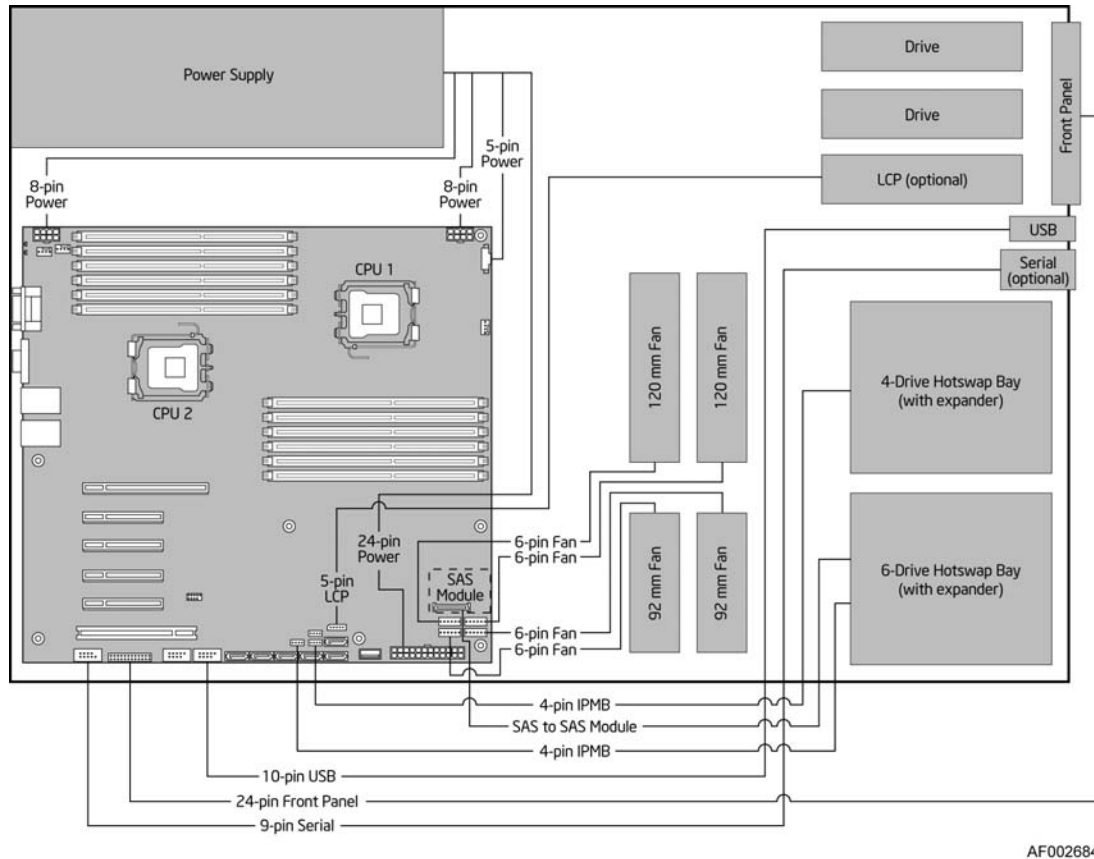 Power Supply
Drive
Drive
LCP (optional)
Front Panel
USB
Serial
(optional)
8-pin
Power
8-pin
Power
5-pin
Power
CPU 1
CPU 2
120 mm Fan
120 mm Fan
4-Drive Hotswap Bay
(with expander)
24-pin
Power
6-pin Fan
6-pin Fan
92 mm Fan
92 mm Fan
6-Drive Hotswap Bay
(with expander)
5-pin
LCP
SAS
Module
6-pin Fan
6-pin Fan
4-pin IPMB
SAS to SAS Module
4-pin IPMB
10-pin USB
24-pin Front Panel
9-pin Serial
AF002684